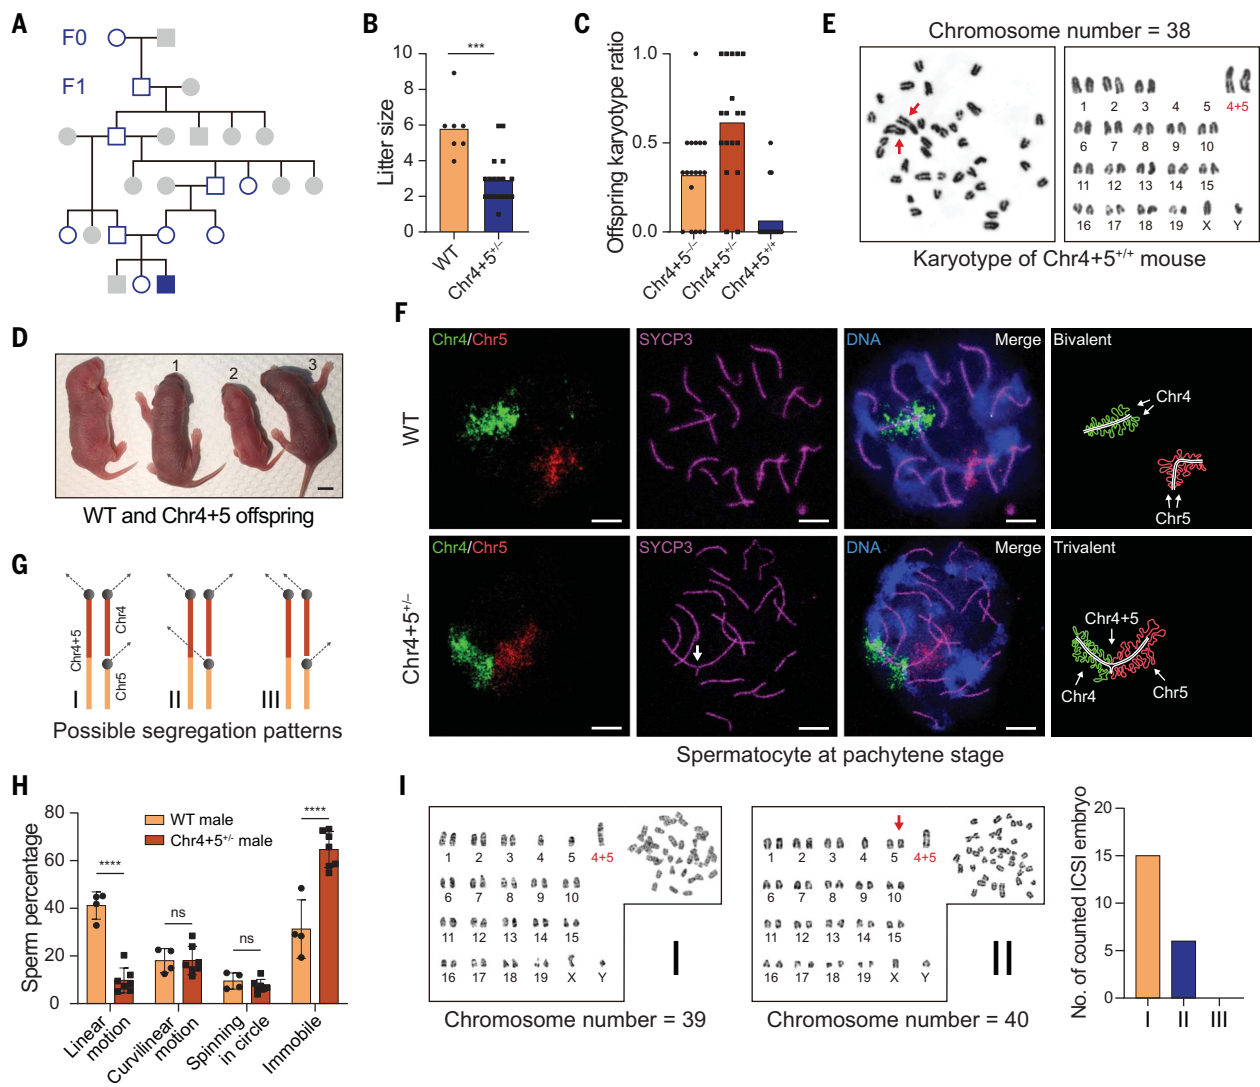 A
F0
F1
B
Litter size
10
8
6
4
2
0
***
WT
Chr4+5+/−
C
Offspring karyotype ratio
1.0
0.5
0.0
Chr4+5−/−
Chr4+5+/−
Chr4+5+/+
E
Chromosome number = 38
1 2 3 4 5 4+5
6 7 8 9 10
11 12 13 14 15
16 17 18 19 X Y
Karyotype of Chr4+5+/+ mouse
D
1 2 3
WT and Chr4+5 offspring
F
WT
Chr4/Chr5
SYCP3
DNA
Merge
Bivalent
Chr4
Chr5
Chr4+5+/−
Chr4/Chr5
SYCP3
DNA
Merge
Trivalent
Chr4+5
Chr4
Chr5
Spermatocyte at pachytene stage
G
Chr4+5
Chr4
Chr5
I II III
Possible segregation patterns
H
Sperm percentage
80
60
40
20
0
WT male
Chr4+5+/− male
****
ns
ns
****
Linear motion
Curvilinear motion
Spinning in circle
Immobile
I
1 2 3 4 5 4+5
6 7 8 9 10
11 12 13 14 15
16 17 18 19 X Y
I
Chromosome number = 39
1 2 3 4 5 4+5
6 7 8 9 10
11 12 13 14 15
16 17 18 19 X Y
II
Chromosome number = 40
No. of counted ICSI embryo
20
15
10
5
0
I II III